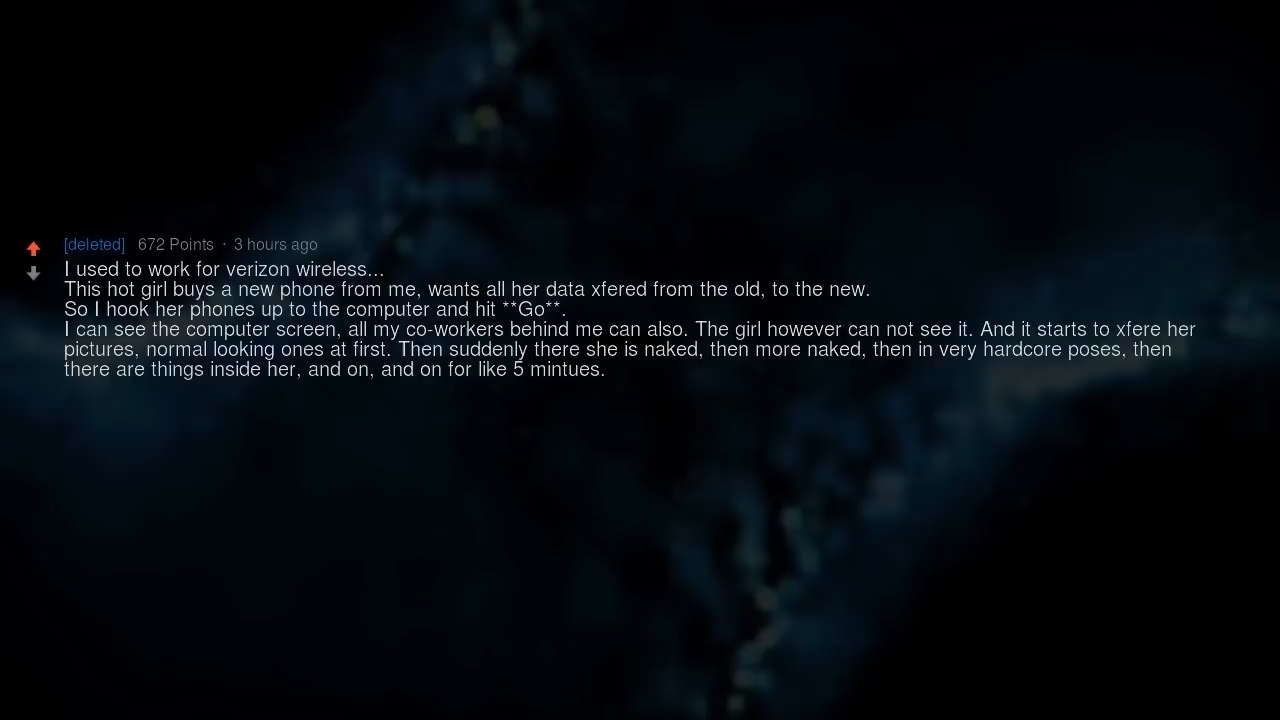 [deleted] 672 Points · 3 hours ago
I used to work for verizon wireless...
This hot girl buys a new phone from me, wants all her data xfered from the old, to the new.
So I hook her phones up to the computer and hit **Go**.
I can see the computer screen, all my co-workers behind me can also. The girl however can not see it. And it starts to xfere her
pictures, normal looking ones at first. Then suddenly there she is naked, then more naked, then in very hardcore poses, then
there are things inside her, and on, and on for like 5 mintues.